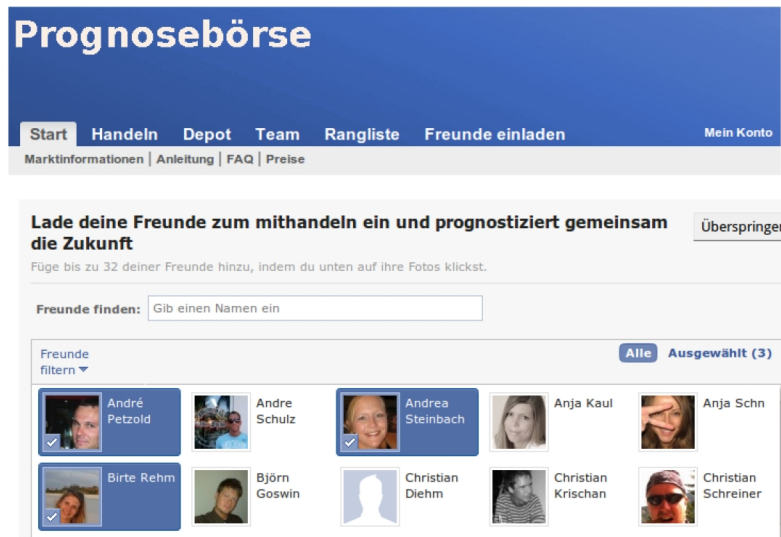 Prognosebörse
Start Handeln Depot Team Rangliste Freunde einladen Mein Konto
Marktinformationen | Anleitung | FAQ | Preise
Lade deine Freunde zum mithandeln ein und prognostiziert gemeinsam
die Zukunft
Überspringen
Füge bis zu 32 deiner Freunde hinzu, indem du unten auf ihre Fotos klickst.
Freunde finden: Gib einen Namen ein
Freunde
filtern
Alle Ausgewählt (3)
André
Petzold
Andre
Schulz
Andrea
Steinbach
Anja Kaul
Anja Schn
Birte Rehm
Björn
Goswin
Christian
Diehm
Christian
Krischan
Christian
Schreiner